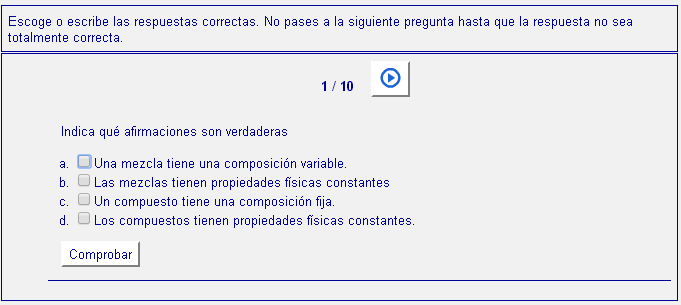 Escoge o escribe las respuestas correctas. No pases a la siguiente pregunta hasta que la respuesta no sea
totalmente correcta.
1 / 10
Indica qué afirmaciones son verdaderas
a. Una mezcla tiene una composición variable.
b. Las mezclas tienen propiedades físicas constantes
c. Un compuesto tiene una composición fija.
d. Los compuestos tienen propiedades físicas constantes.
Comprobar